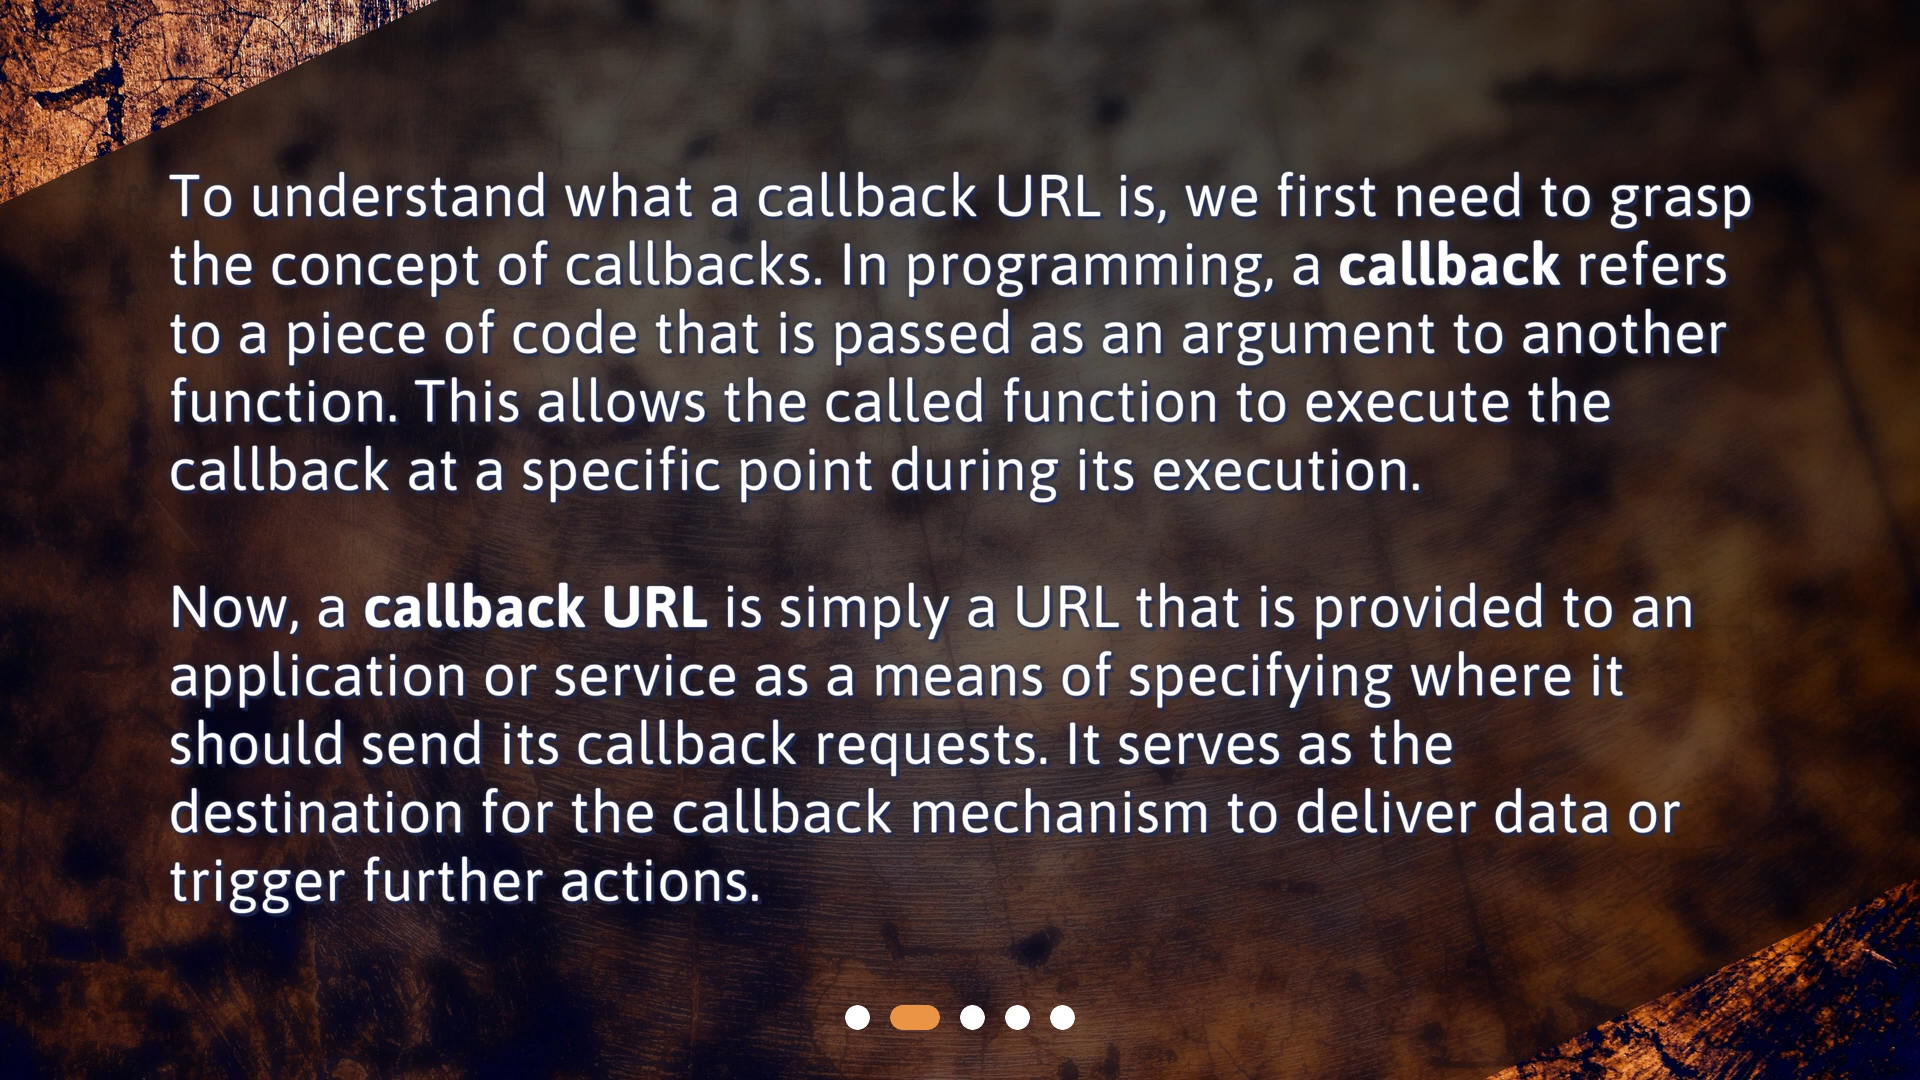 To understand what a callback URL is, we first need to grasp
the concept of callbacks. In programming, a callback refers
to a piece of code that is passed as an argument to another
function. This allows the called function to execute the
callback at a specific point during its execution.
Now, a callback URL is simply a URL that is provided to an
application or service as a means of specifying where it
should send its callback requests. It serves as the
destination for the callback mechanism to deliver data or
trigger further actions.